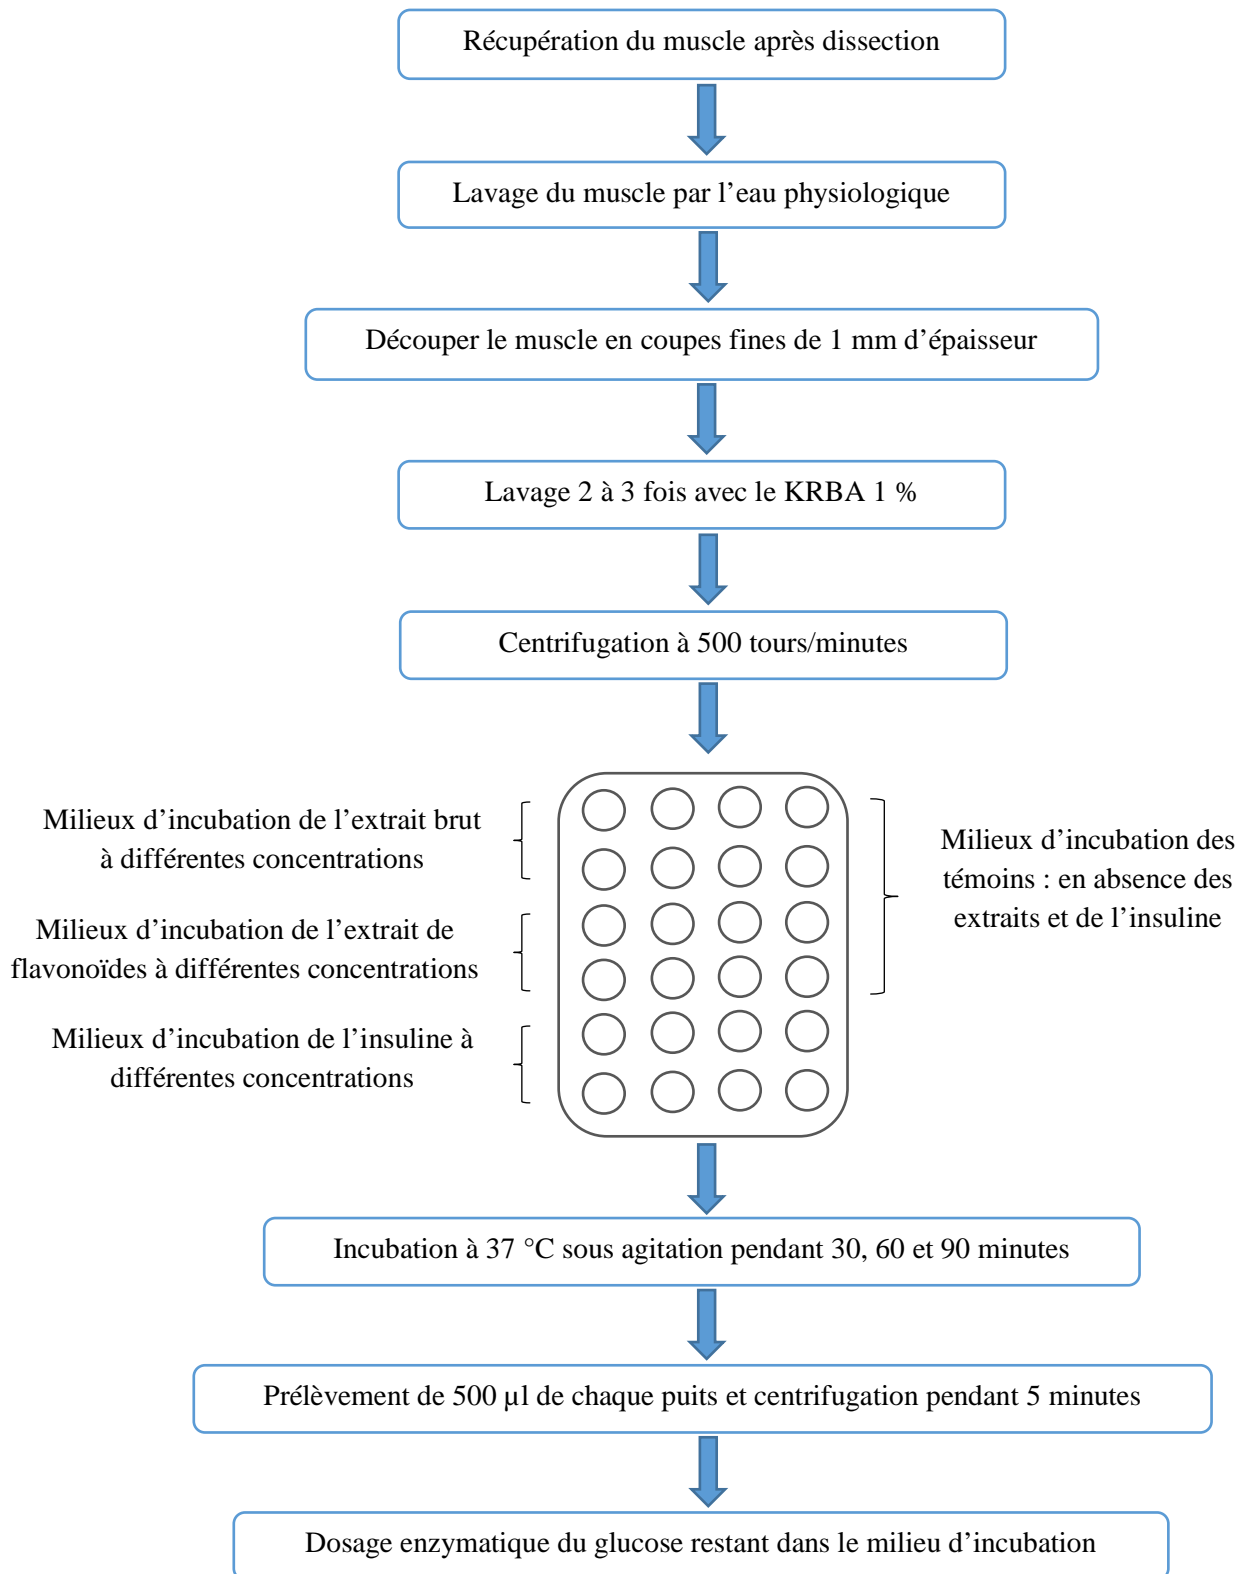 Récupération du muscle après dissection
Lavage du muscle par l’eau physiologique
Découper le muscle en coupes fines de 1 mm d’épaisseur
Lavage 2 à 3 fois avec le KRBA 1 %
Centrifugation à 500 tours/minutes
Milieux d’incubation de l’extrait brut
à différentes concentrations
Milieux d’incubation de l’extrait de
flavonoïdes à différentes concentrations
Milieux d’incubation de l’insuline à
différentes concentrations
Milieux d’incubation des
témoins : en absence des
extraits et de l’insuline
Incubation à 37 °C sous agitation pendant 30, 60 et 90 minutes
Prélèvement de 500 µl de chaque puits et centrifugation pendant 5 minutes
Dosage enzymatique du glucose restant dans le milieu d’incubation